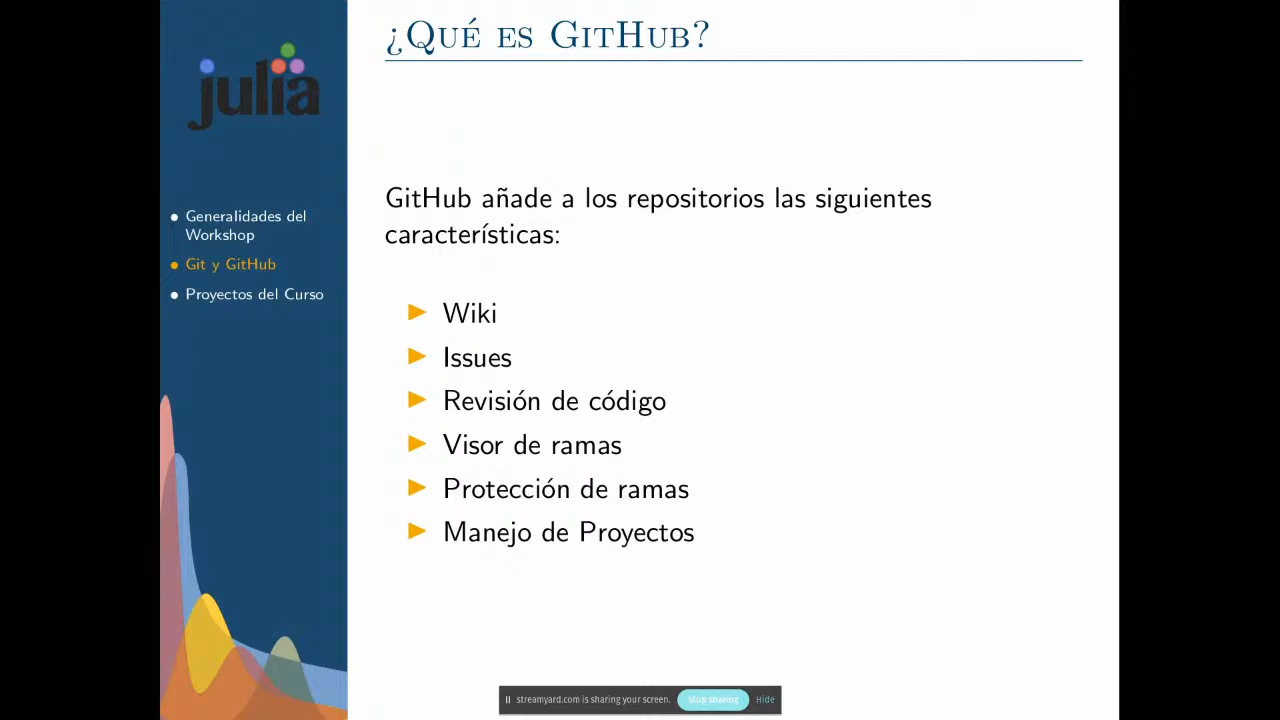 ¿Qué es GitHub?
julia
Generalidades del
Workshop
Git y GitHub
Proyectos del Curso
GitHub añade a los repositorios las siguientes
características:
Wiki
Issues
Revisión de código
Visor de ramas
Protección de ramas
Manejo de Proyectos
streamyard.com is sharing your screen. Stop sharing Hide